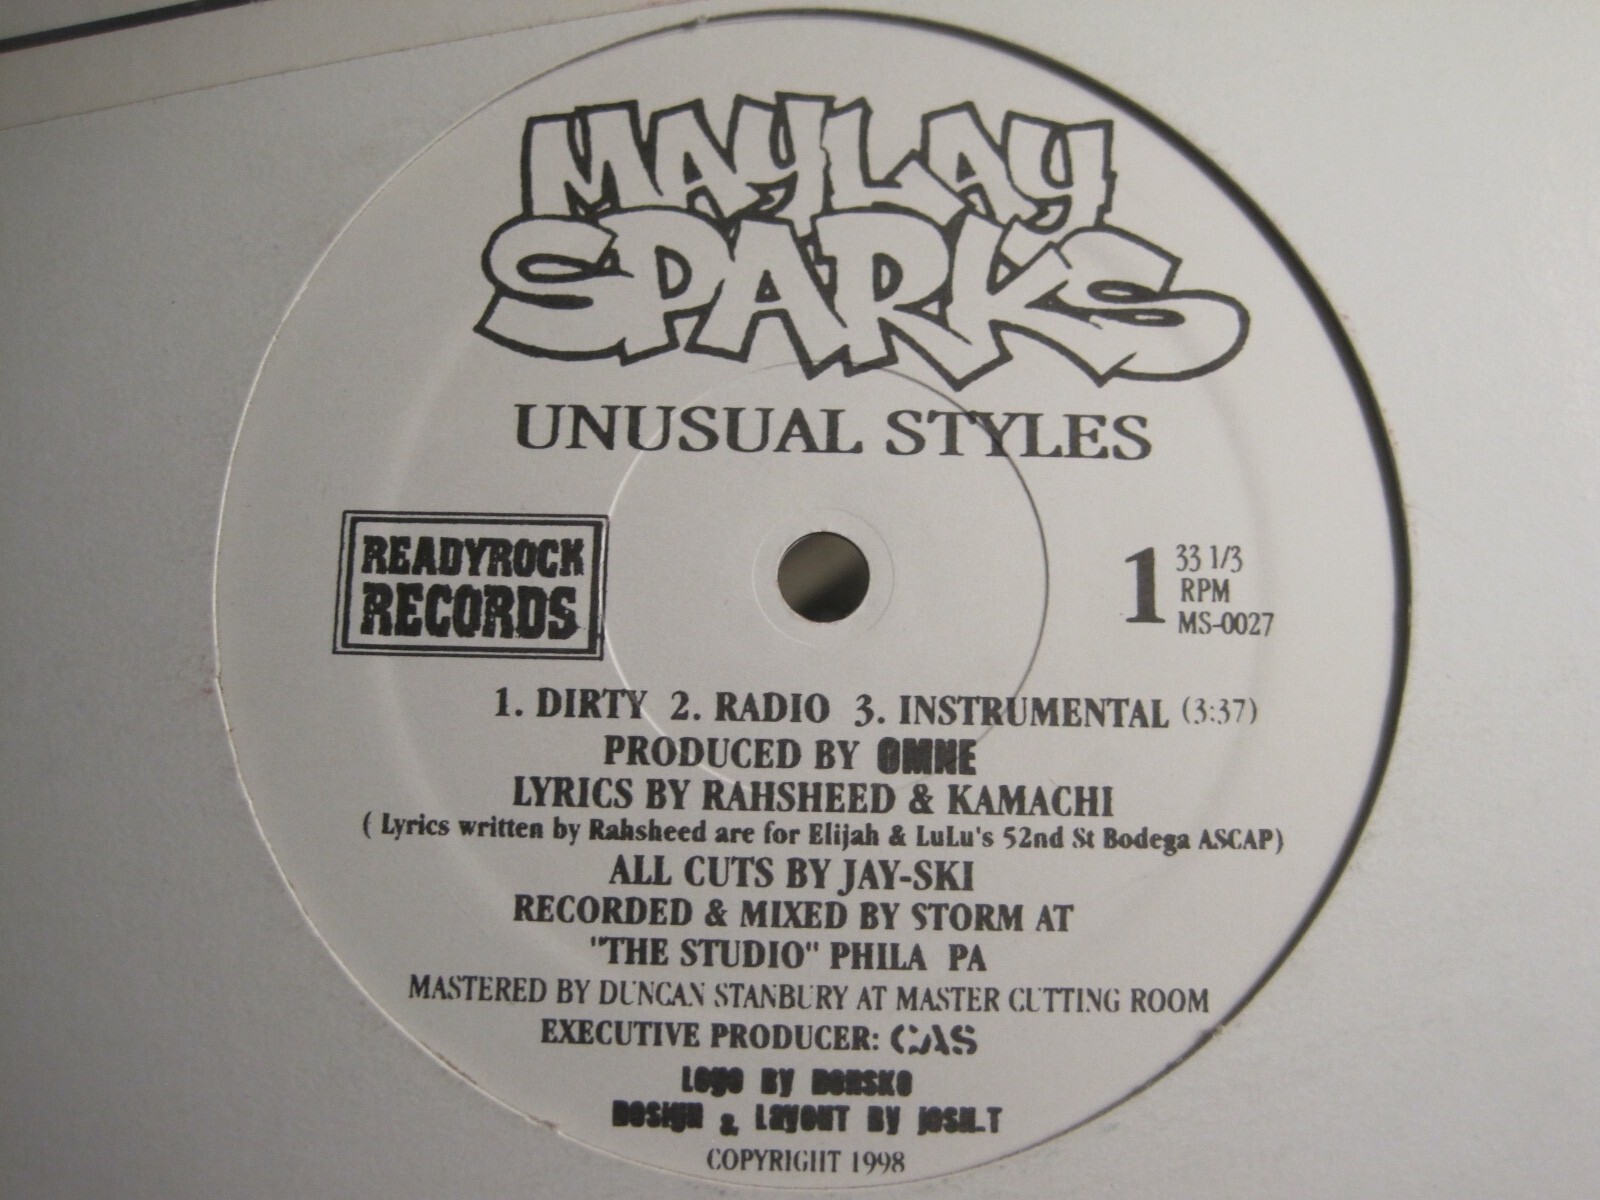 MAYLAY
SPARKS
UNUSUAL STYLES
READYROCK
RECORDS
1 33 1/3
RPM
MS-0027
1. DIRTY 2. RADIO 3. INSTRUMENTAL (3:37)
PRODUCED BY OMNE
LYRICS BY RAHSHEED & KAMACHI
( Lyrics written by Rahsheed are for Elijah & LuLu's 52nd St Bodega ASCAP)
ALL CUTS BY JAY-SKI
RECORDED & MIXED BY STORM AT
"THE STUDIO" PHILA PA
MASTERED BY DUNCAN STANBURY AT MASTER CUTTING ROOM
EXECUTIVE PRODUCER: CAS
LOGO BY
DESIGN & LAYOUT BY JOSH.T
COPYRIGHT 1998